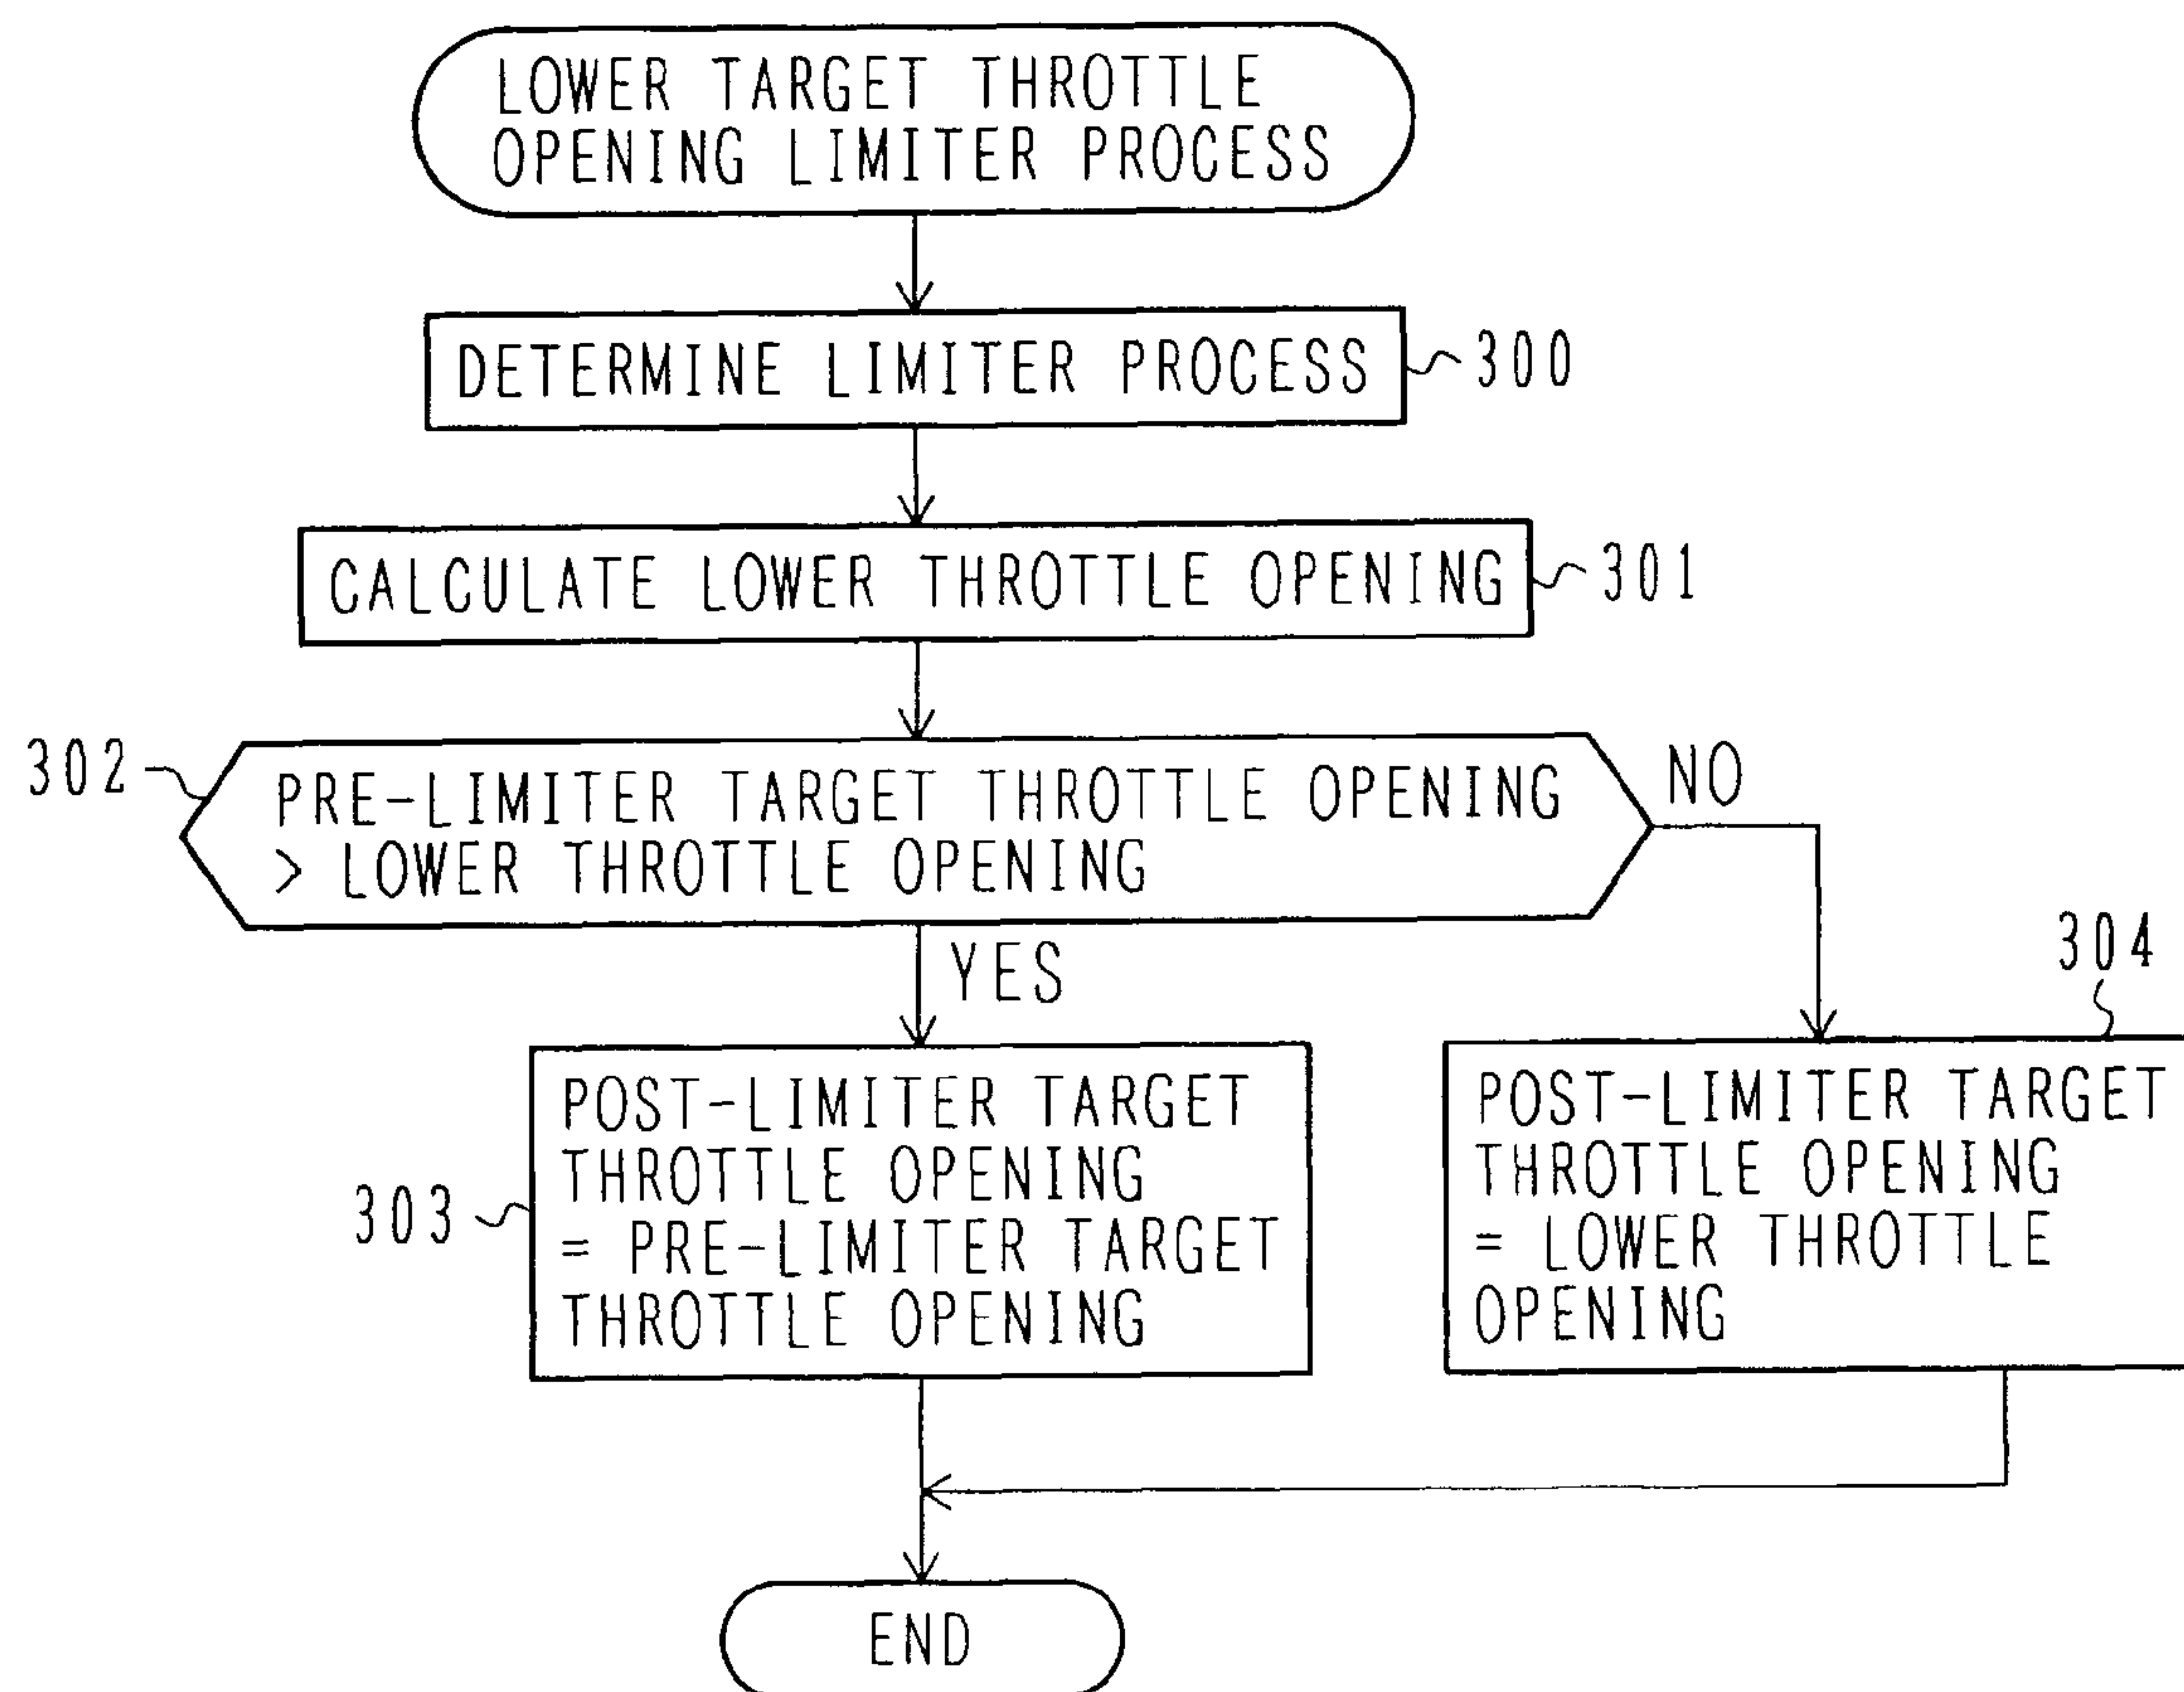 LOWER TARGET THROTTLE
OPENING LIMITER PROCESS
DETERMINE LIMITER PROCESS
300
CALCULATE LOWER THROTTLE OPENING
301
302
PRE-LIMITER TARGET THROTTLE OPENING
> LOWER THROTTLE OPENING
NO
YES
304
POST-LIMITER TARGET
THROTTLE OPENING
= PRE-LIMITER TARGET
THROTTLE OPENING
303
POST-LIMITER TARGET
THROTTLE OPENING
= LOWER THROTTLE
OPENING
END